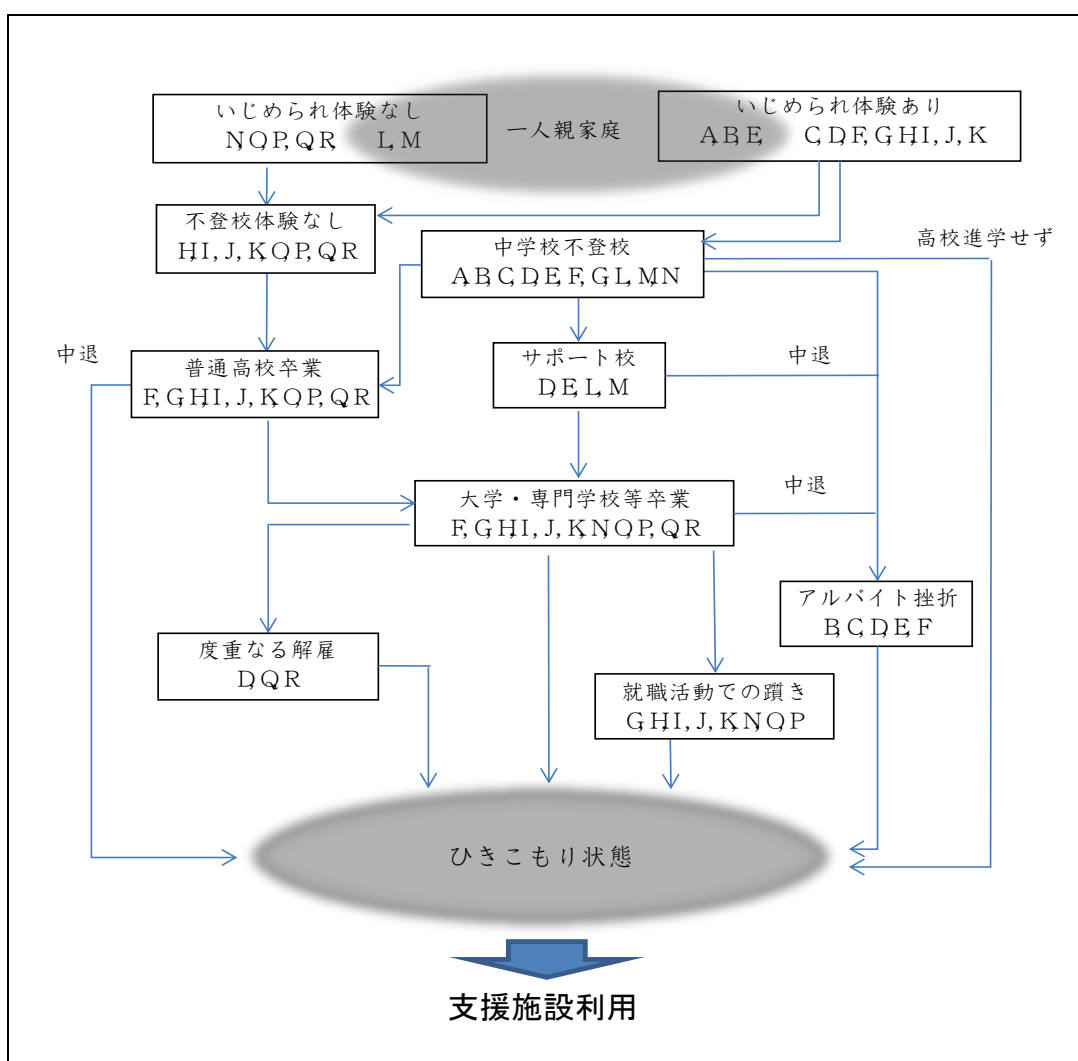 いじめられ体験なし
N,O,P,Q,R, L,M
一人親家庭
いじめられ体験あり
A,B,E, C,D,F,G,H,I,J,K
不登校体験なし
H,I,J,K,O,P,Q,R
中学校不登校
A,B,C,D,E,F,G,L,M,N
高校進学せず
中退
普通高校卒業
F,G,H,I,J,K,O,P,Q,R
サポート校
D,E,L,M
中退
大学・専門学校等卒業
F,G,H,I,J,K,N,O,P,Q,R
中退
アルバイト挫折
B,C,D,E,F
度重なる解雇
D,Q,R
就職活動での躓き
G,H,I,J,K,N,O,P
ひきこもり状態
支援施設利用